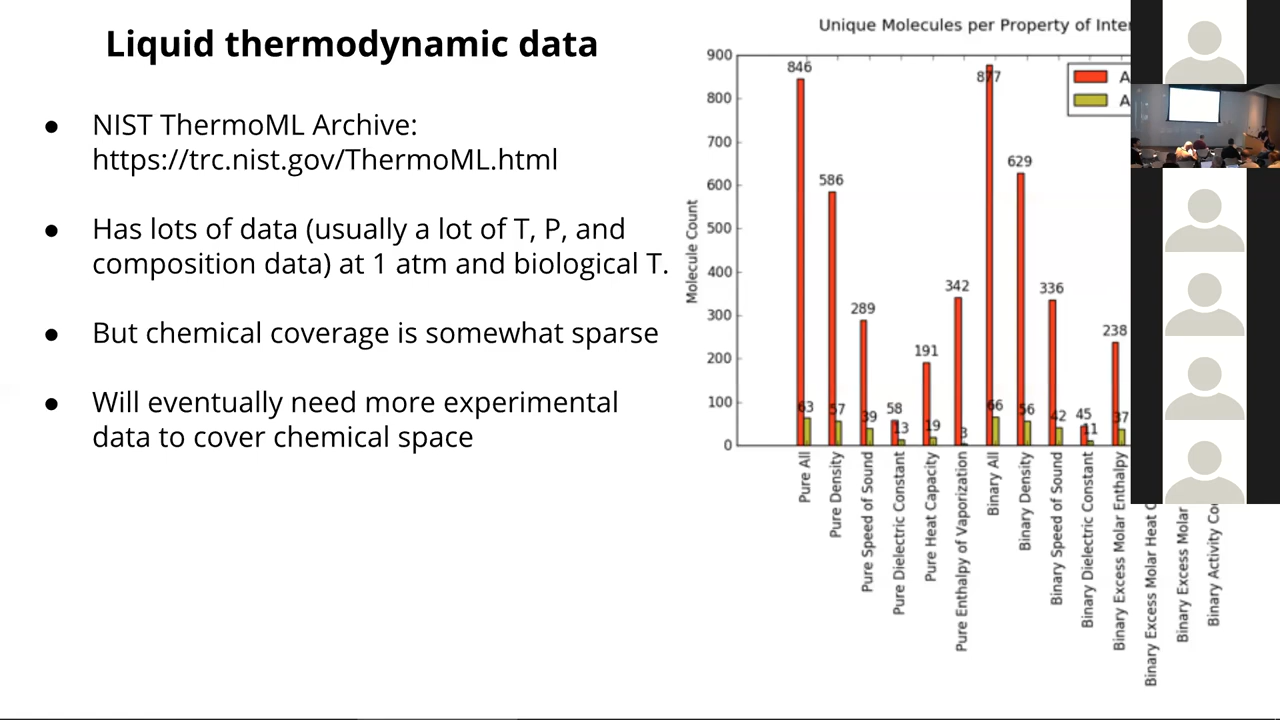 Liquid thermodynamic data
● NIST ThermoML Archive:
https://trc.nist.gov/ThermoML.html
● Has lots of data (usually a lot of T, P, and
composition data) at 1 atm and biological T.
● But chemical coverage is somewhat sparse
● Will eventually need more experimental
data to cover chemical space
Unique Molecules per Property of
Molecule Count
900
800
700
600
500
400
300
200
100
0
846
586
289
58
191
342
877
629
336
45
238
63
57
39
13
19
3
66
56
42
11
37
Pure All
Pure Density
Pure Speed of Sound
Pure Dielectric Constant
Pure Heat Capacity
Pure Enthalpy of Vaporization
Binary All
Binary Density
Binary Speed of Sound
Binary Dielectric Constant
Binary Excess Molar Enthalpy
Binary Excess Molar Heat
Binary Excess Molar
Binary Activity